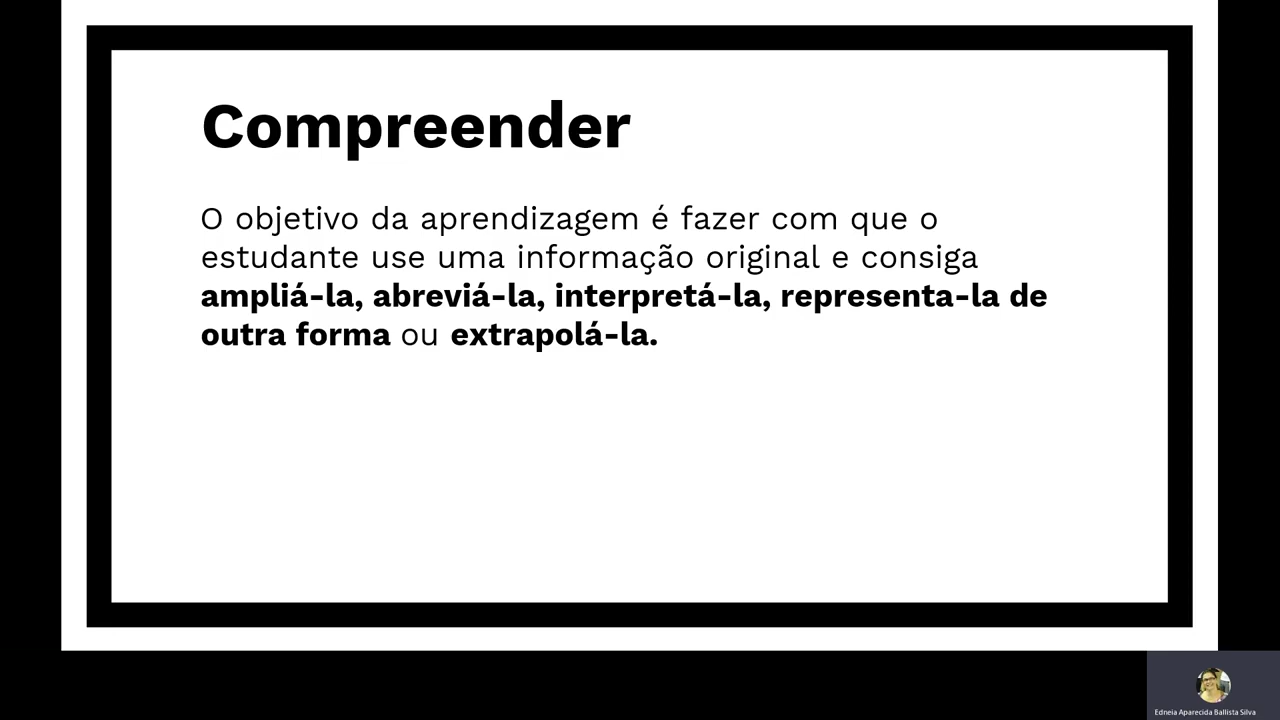 Compreender
O objetivo da aprendizagem é fazer com que o
estudante use uma informação original e consiga
ampliá-la, abreviá-la, interpretá-la, representa-la de
outra forma ou extrapolá-la.
Edneia Aparecida Ballista Silva